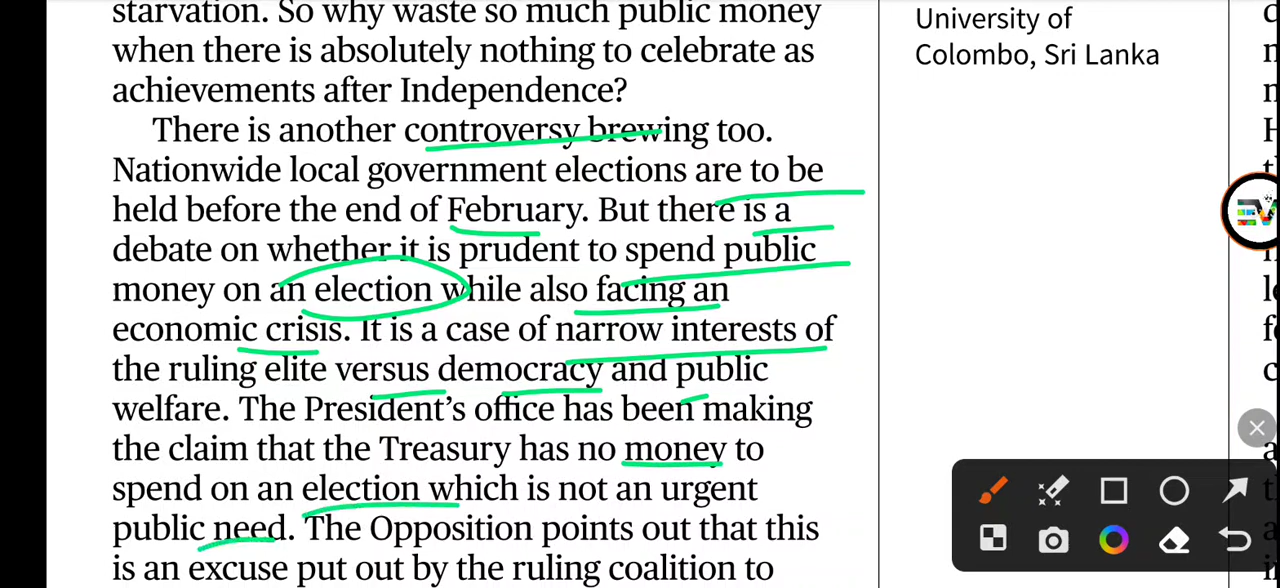 starvation. So why waste so much public money
when there is absolutely nothing to celebrate as
achievements after Independence?
There is another controversy brewing too.
Nationwide local government elections are to be
held before the end of February. But there is a
debate on whether it is prudent to spend public
money on an election while also facing an
economic crisis. It is a case of narrow interests of
the ruling elite versus democracy and public
welfare. The President's office has been making
the claim that the Treasury has no money to
spend on an election which is not an urgent
public need. The Opposition points out that this
is an excuse put out by the ruling coalition to
University of
Colombo, Sri Lanka